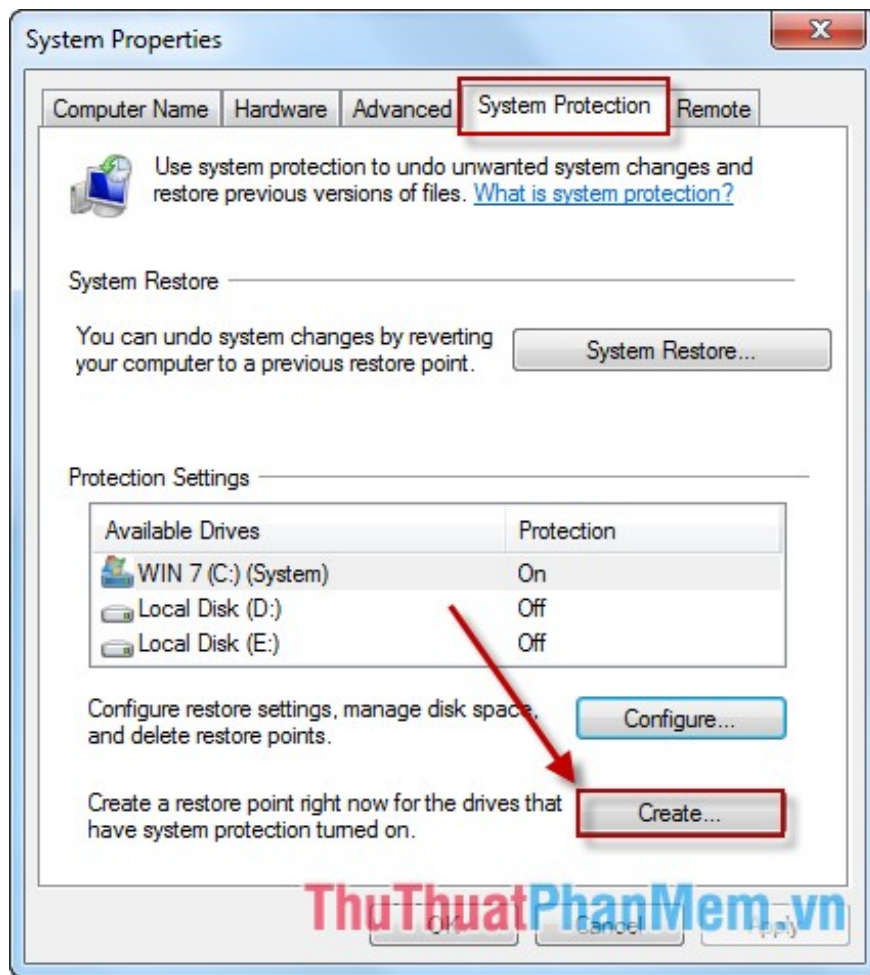 System Properties
Computer Name Hardware Advanced System Protection Remote
Use system protection to undo unwanted system changes and
restore previous versions of files. What is system protection?
System Restore
You can undo system changes by reverting
your computer to a previous restore point.
System Restore...
Protection Settings
Available Drives Protection
WIN 7 (C:) (System) On
Local Disk (D:) Off
Local Disk (E:) Off
Configure restore settings, manage disk space,
and delete restore points.
Configure...
Create a restore point right now for the drives that
have system protection turned on.
Create...
ThuThuatPhanMem.vn
OK Cancel Apply